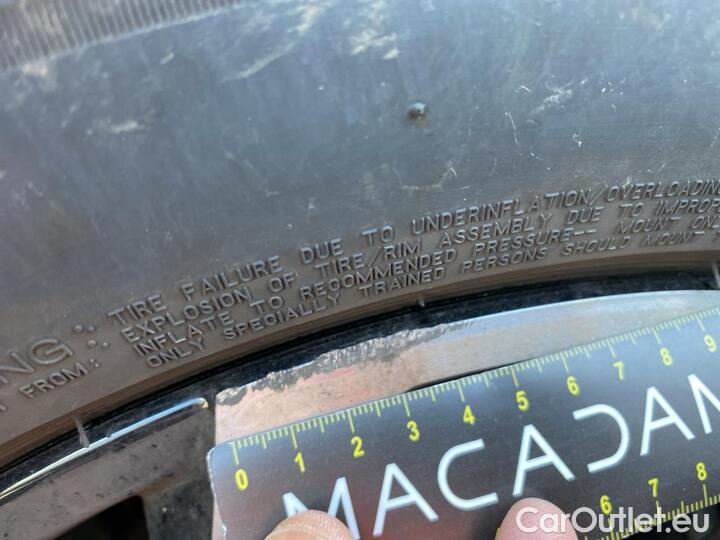 NG
FROM:
TIRE FAILURE DUE TO UNDERINFLATION/OVERLOADING
EXPLOSION OF TIRE/RIM ASSEMBLY DUE TO IMPROP
INFLATE TO RECOMMENDED PRESSURE-- MOUNT ONL
ONLY SPECIALLY TRAINED PERSONS SHOULD MOUNT
0 1 2 3 4 5 6 7 8 9
MACADAM
6 7 8
CarOutlet.eu